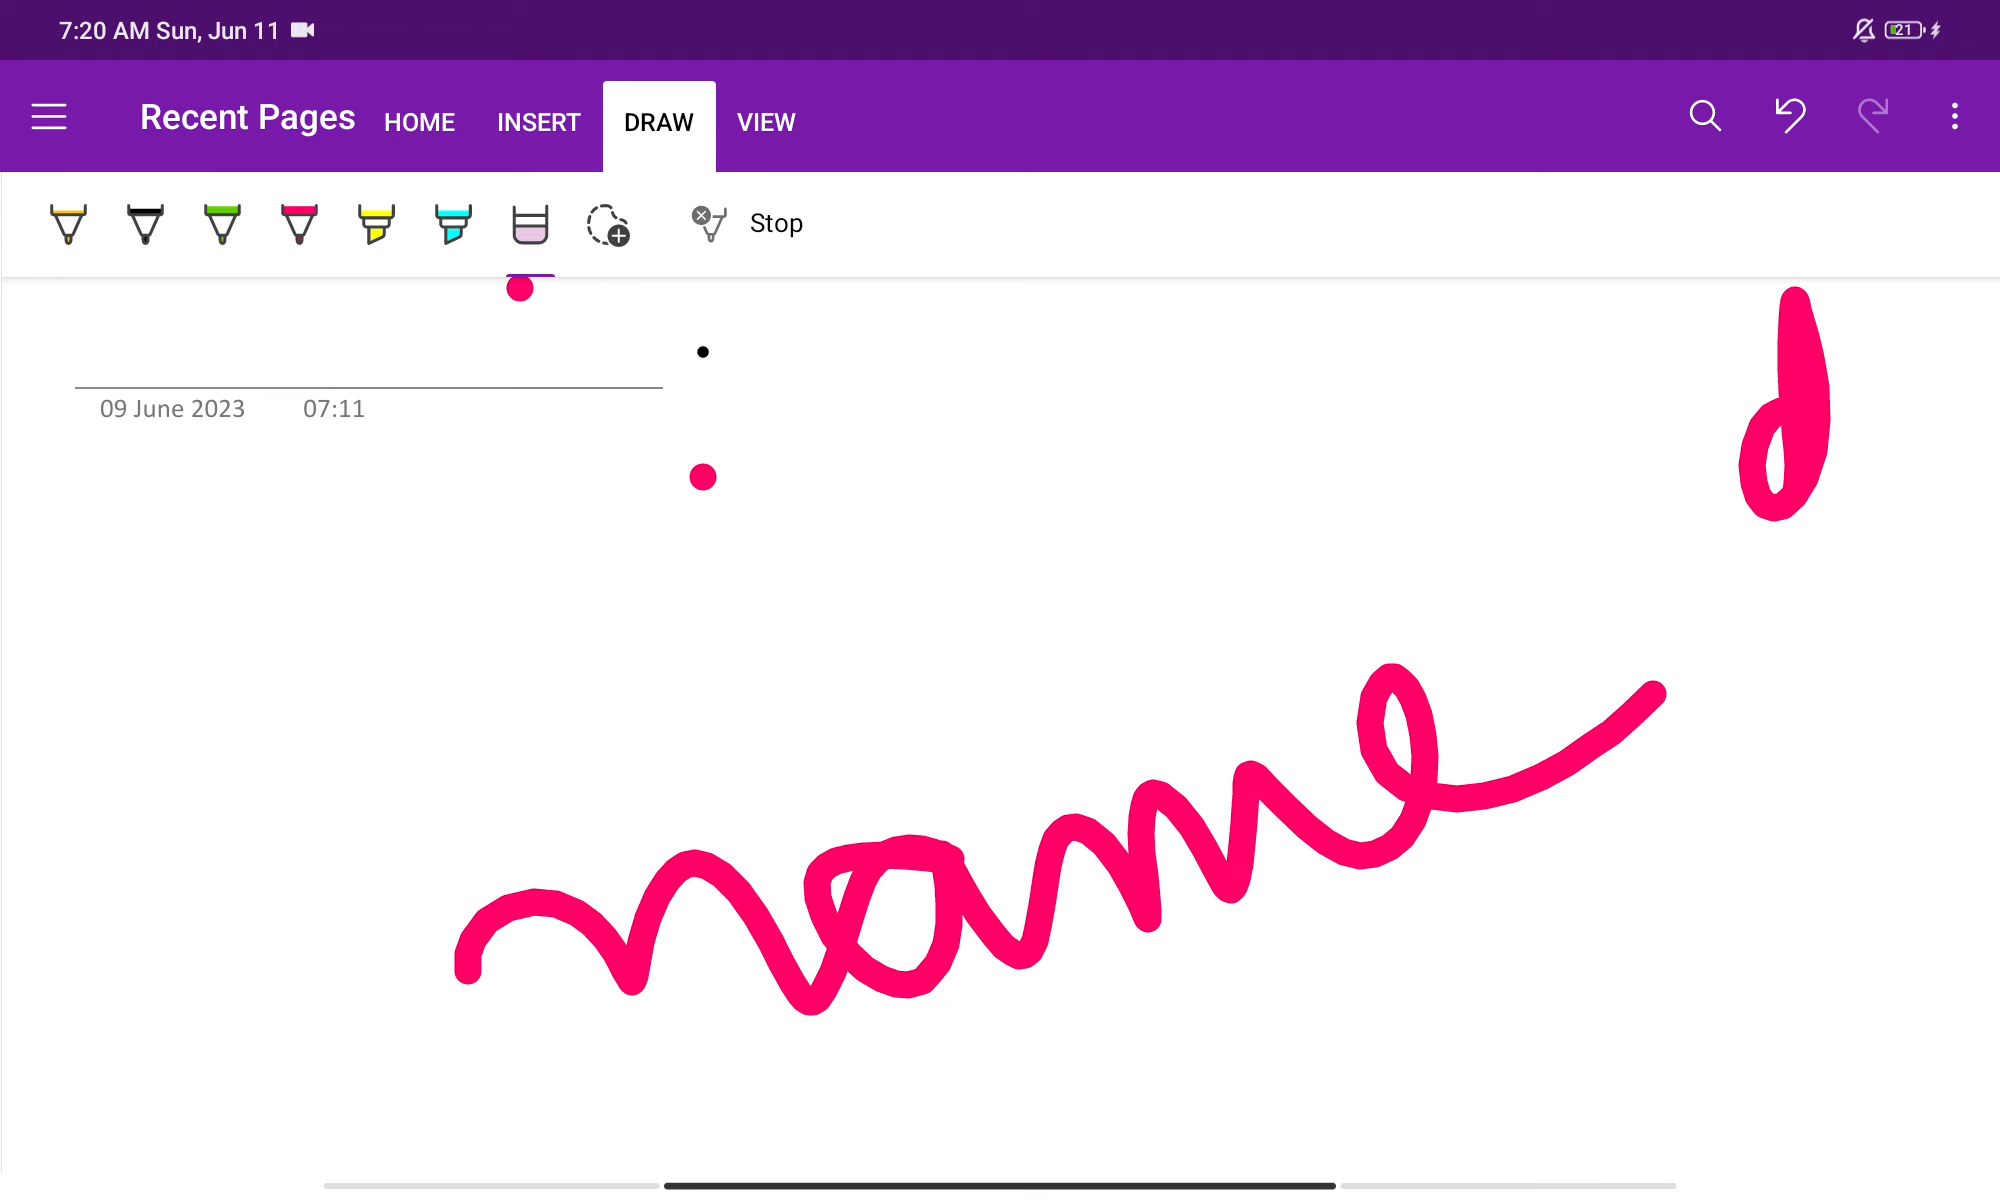 7:20 AM Sun, Jun 11 21
Recent Pages HOME INSERT DRAW VIEW
Stop
d
09 June 2023 07:11
name